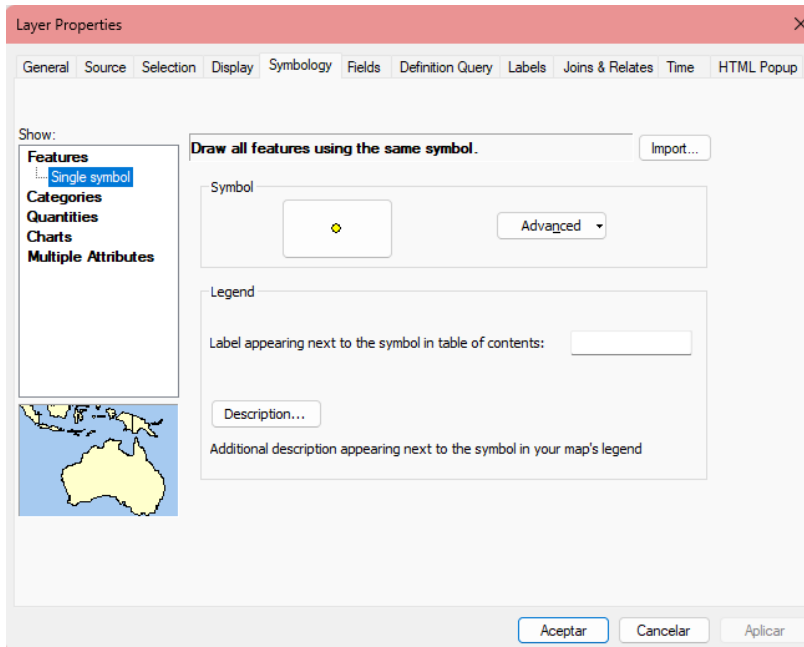 Layer Properties
General Source Selection Display Symbology Fields Definition Query Labels Joins & Relates Time HTML Popup
Show:
Features
Single symbol
Categories
Quantities
Charts
Multiple Attributes
Draw all features using the same symbol.
Import...
Symbol
Advanced
Legend
Label appearing next to the symbol in table of contents:
Description...
Additional description appearing next to the symbol in your map's legend
Aceptar Cancelar Aplicar